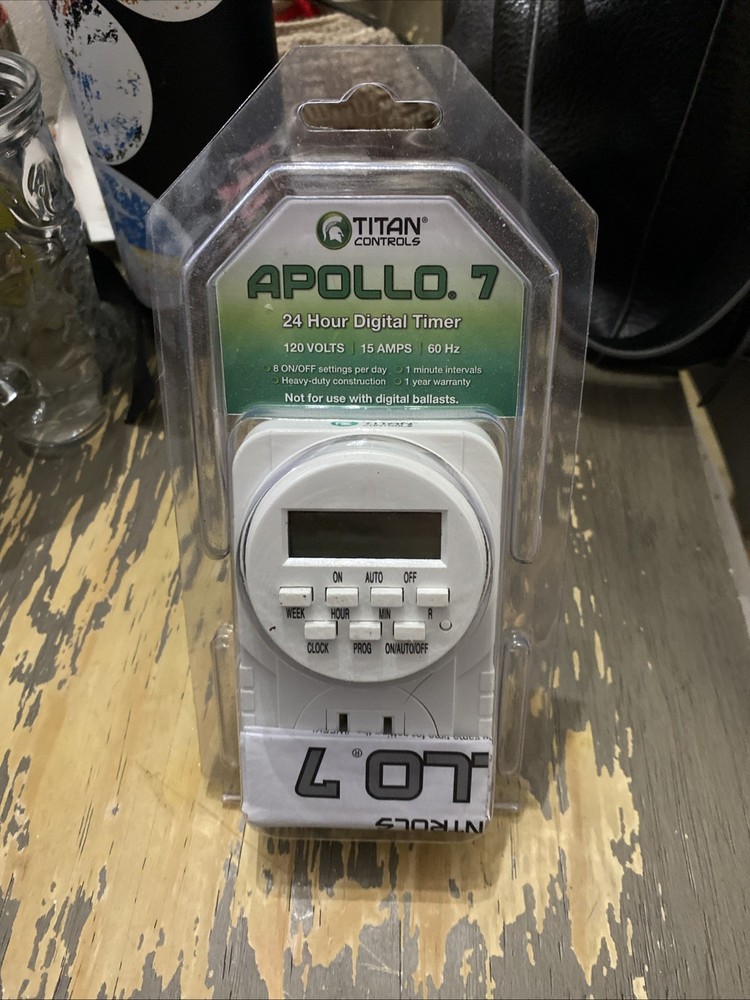 TITAN®
CONTROLS
APOLLO® 7
24 Hour Digital Timer
120 VOLTS | 15 AMPS | 60 Hz
8 ON/OFF settings per day 1 minute intervals
Heavy-duty construction 1 year warranty
Not for use with digital ballasts.
TITAN
ON AUTO OFF
WEEK HOUR MIN R
CLOCK PROG ON/AUTO/OFF
LO® 7
NTROLS